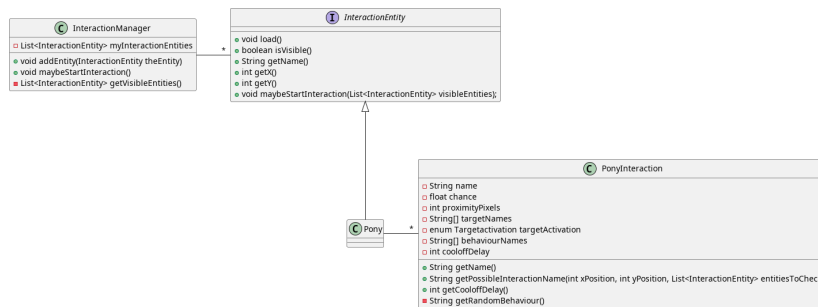 C InteractionManager
List<InteractionEntity> myInteractionEntities
void addEntity(InteractionEntity theEntity)
void maybeStartInteraction()
List<InteractionEntity> getVisibleEntities()
*
I InteractionEntity
void load()
boolean isVisible()
String getName()
int getX()
int getY()
void maybeStartInteraction(List<InteractionEntity> visibleEntities);
C Pony
*
C PonyInteraction
String name
float chance
int proximityPixels
String[] targetNames
enum Targetactivation targetActivation
String[] behaviourNames
int cooloffDelay
String getName()
String getPossibleInteractionName(int xPosition, int yPosition, List<InteractionEntity> entitiesToChec
int getCooloffDelay()
String getRandomBehaviour()